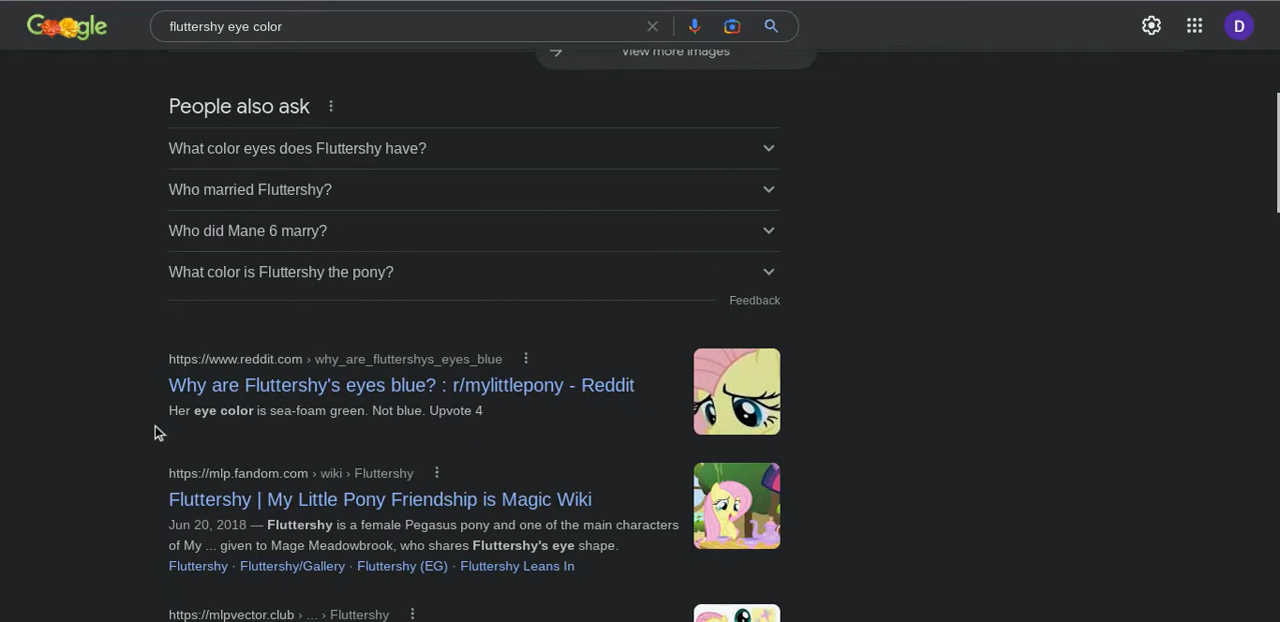 Google
fluttershy eye color
D
View more images
People also ask
What color eyes does Fluttershy have?
Who married Fluttershy?
Who did Mane 6 marry?
What color is Fluttershy the pony?
Feedback
https://www.reddit.com › why_are_fluttershys_eyes_blue
Why are Fluttershy's eyes blue? : r/mylittlepony - Reddit
Her eye color is sea-foam green. Not blue. Upvote 4
https://mlp.fandom.com › wiki › Fluttershy
Fluttershy | My Little Pony Friendship is Magic Wiki
Jun 20, 2018 — Fluttershy is a female Pegasus pony and one of the main characters
of My ... given to Mage Meadowbrook, who shares Fluttershy's eye shape.
Fluttershy · Fluttershy/Gallery · Fluttershy (EG) · Fluttershy Leans In
https://mlpvector.club › ... › Fluttershy